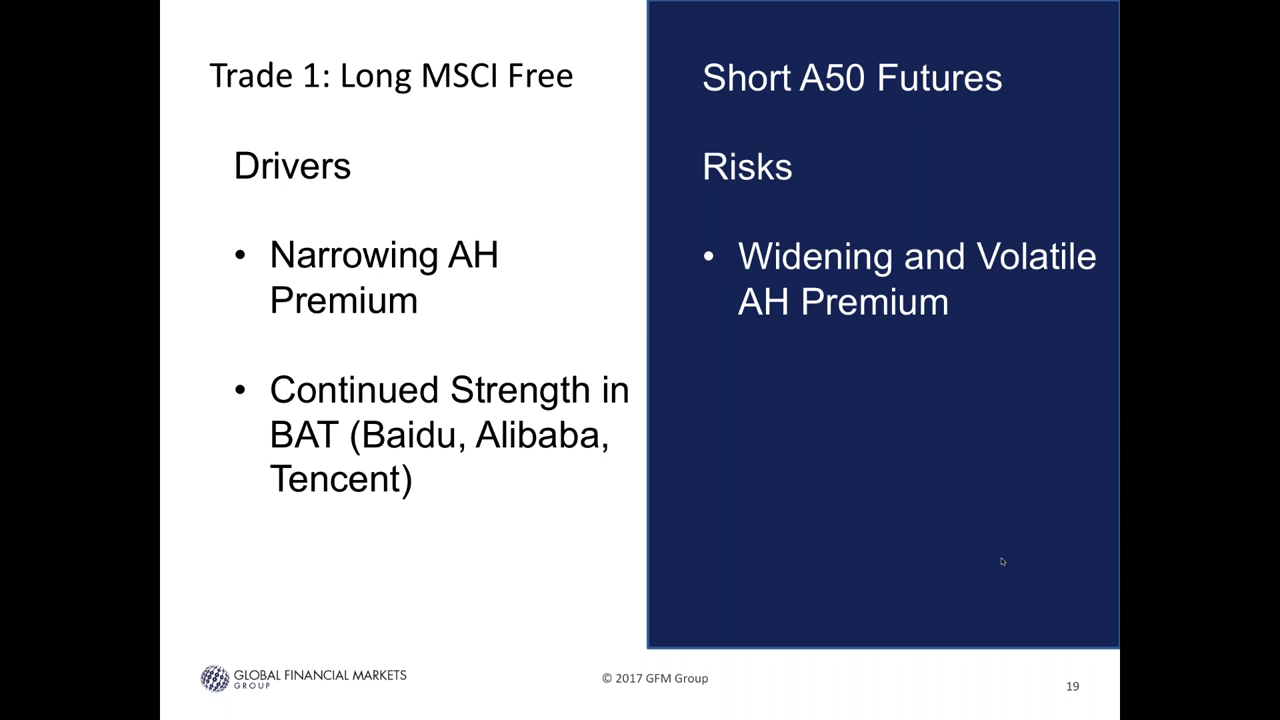 Trade 1: Long MSCI Free
Drivers
• Narrowing AH
Premium
• Continued Strength in
BAT (Baidu, Alibaba,
Tencent)
Short A50 Futures
Risks
• Widening and Volatile
AH Premium
GLOBAL FINANCIAL MARKETS
GROUP
© 2017 GFM Group
19